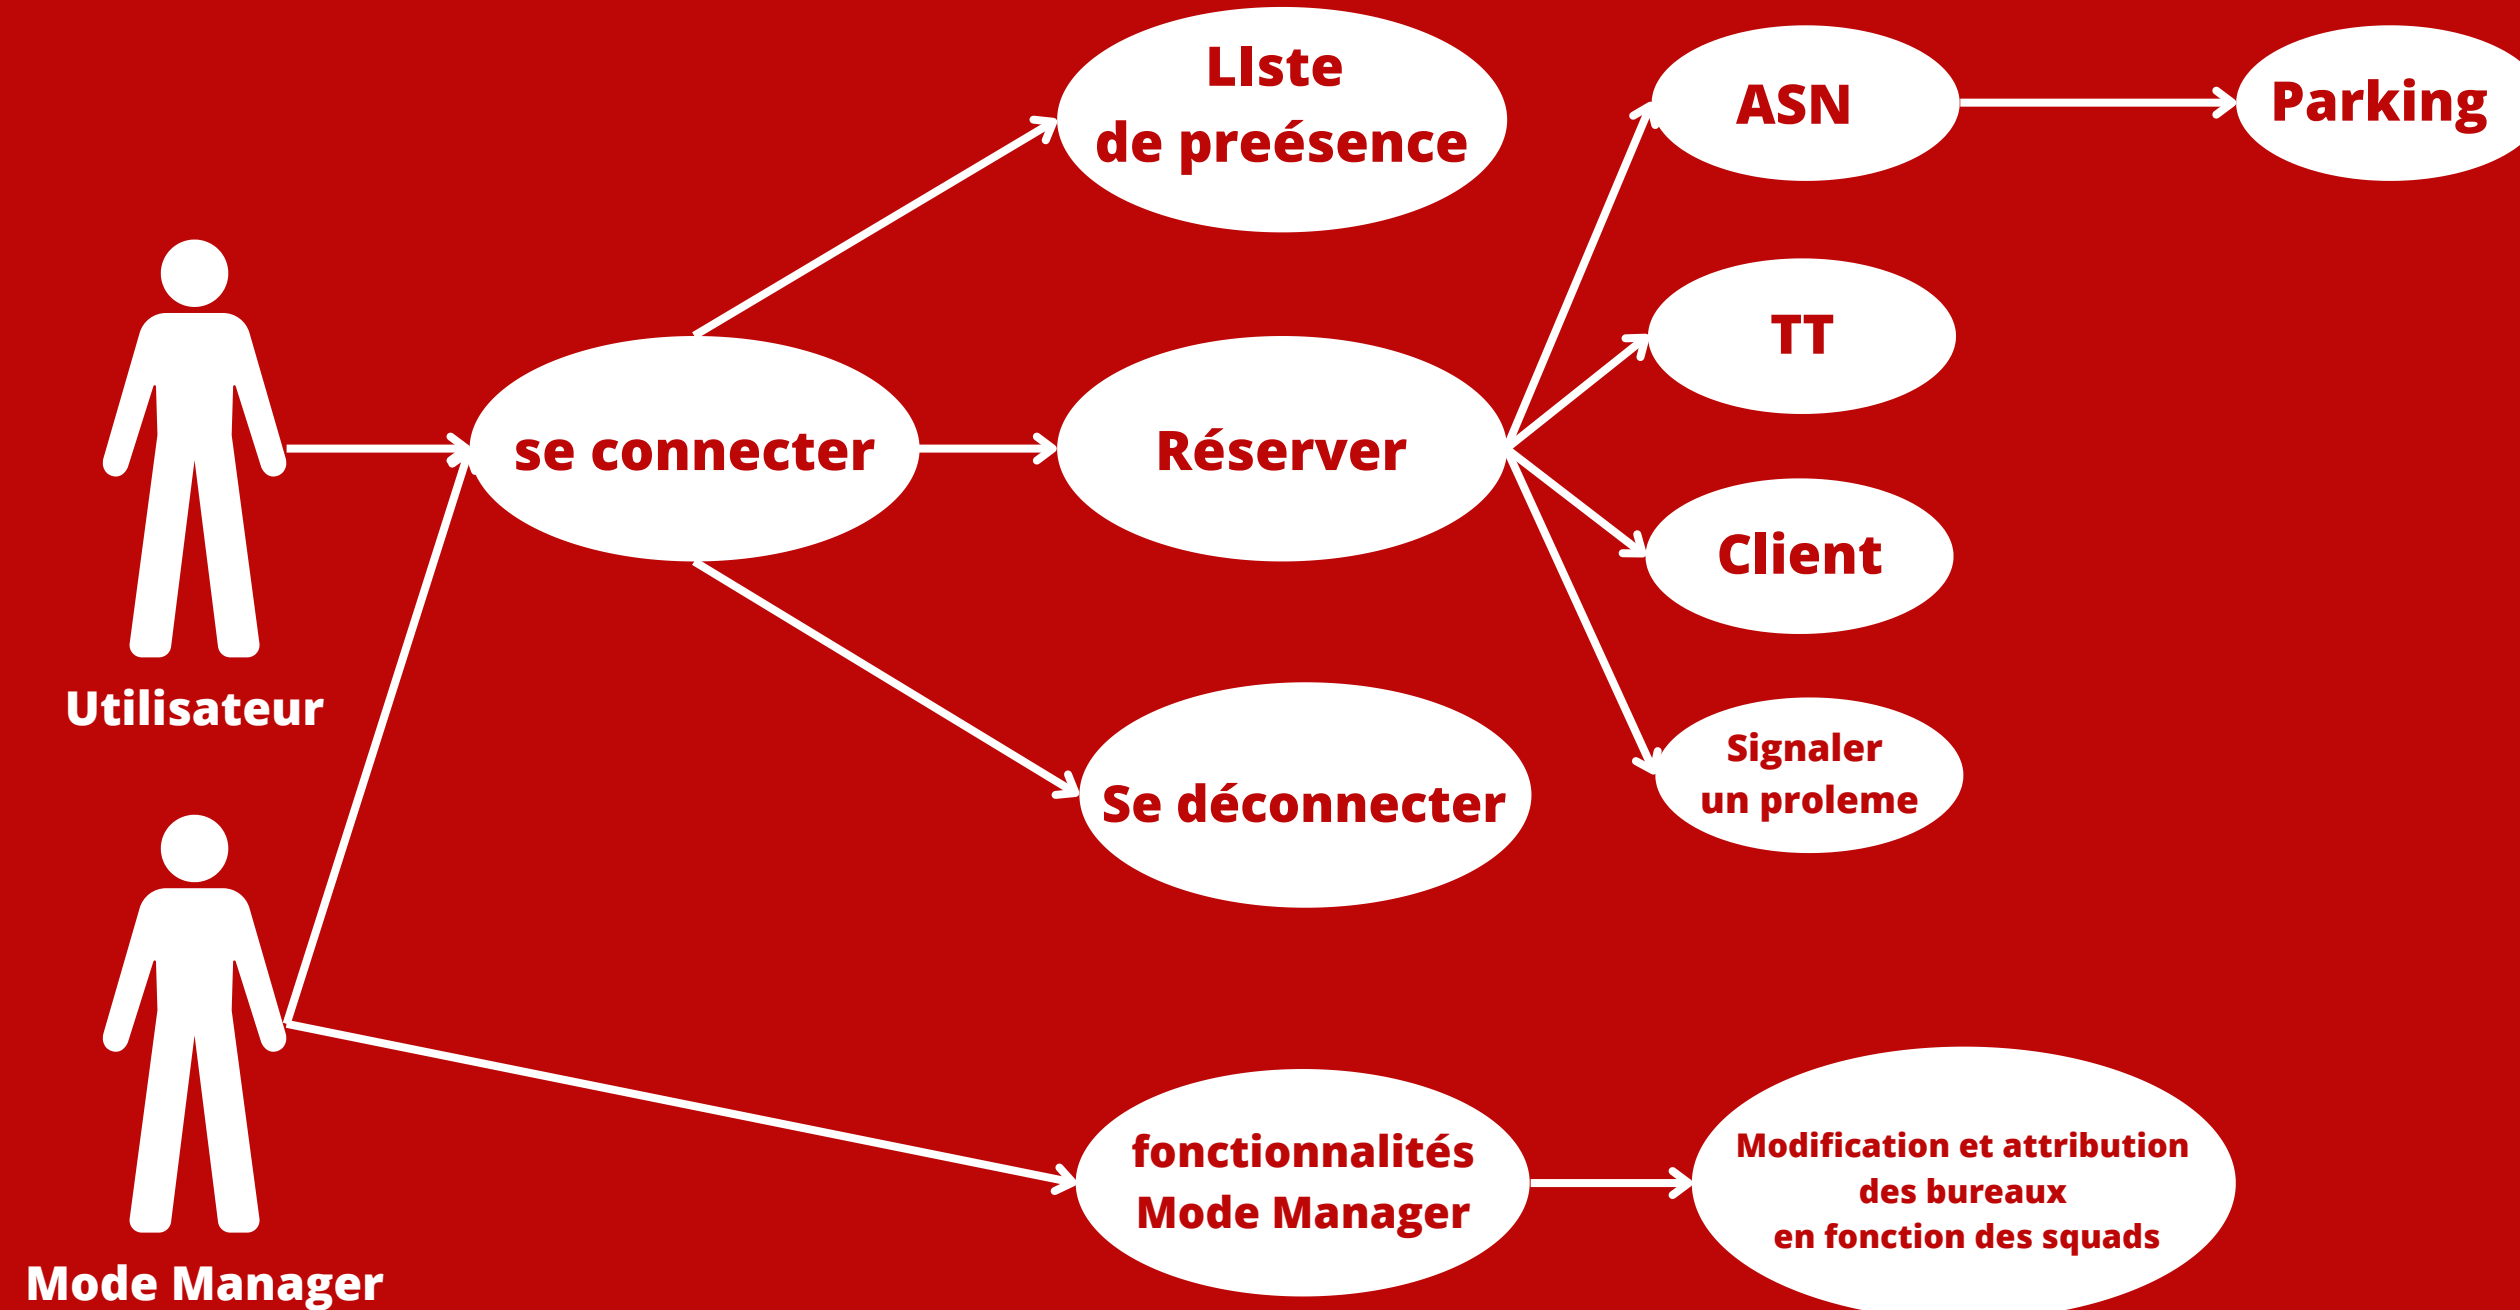 LIste
de preésence
ASN
Parking
TT
se connecter
Réserver
Client
Utilisateur
Se déconnecter
Signaler
un proleme
fonctionnalités
Mode Manager
Modification et attribution
des bureaux
en fonction des squads
Mode Manager